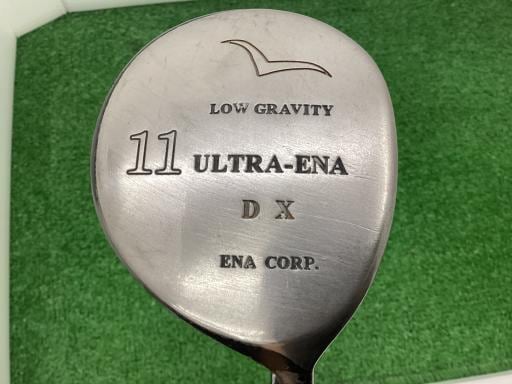 LOW GRAVITY
11 ULTRA-ENA
D X
ENA CORP.